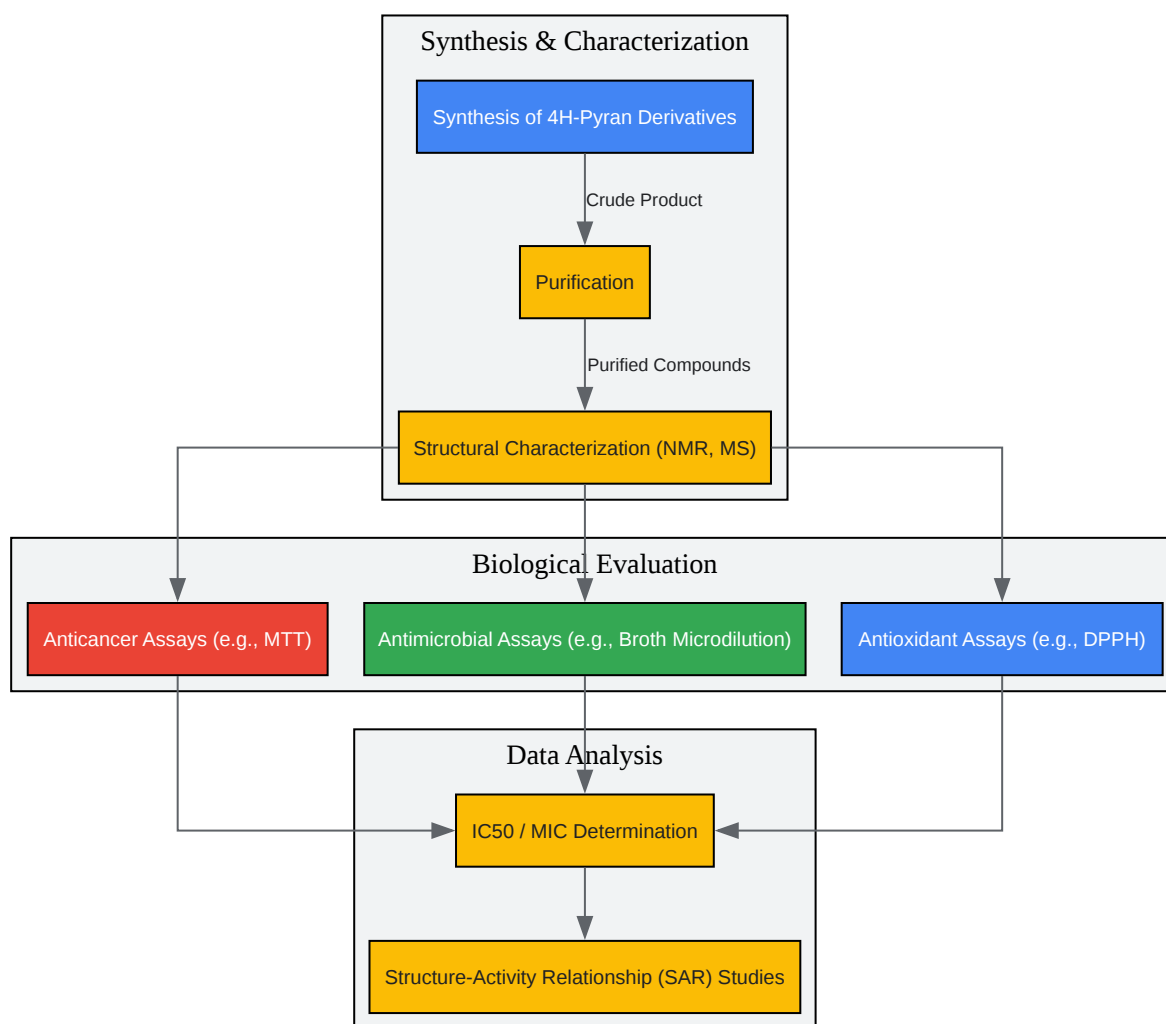 Synthesis & Characterization
Synthesis of 4H-Pyran Derivatives
Crude Product
Purification
Purified Compounds
Structural Characterization (NMR, MS)
Biological Evaluation
Anticancer Assays (e.g., MTT)
Antimicrobial Assays (e.g., Broth Microdilution)
Antioxidant Assays (e.g., DPPH)
Data Analysis
IC50 / MIC Determination
Structure-Activity Relationship (SAR) Studies